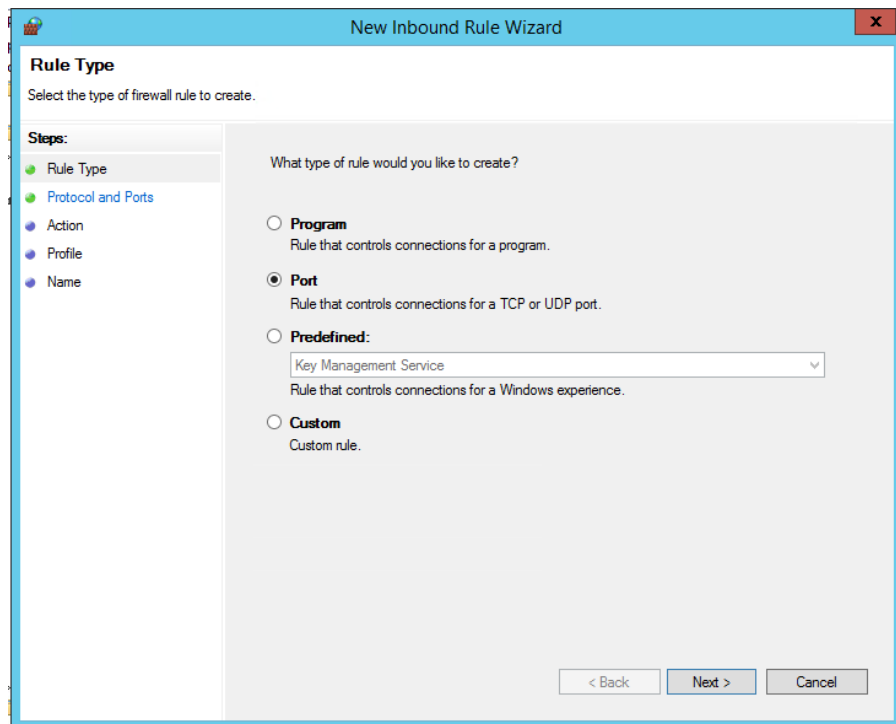 New Inbound Rule Wizard
x
Rule Type
Select the type of firewall rule to create.
Steps:
Rule Type
Protocol and Ports
Action
Profile
Name
What type of rule would you like to create?
Program
Rule that controls connections for a program.
Port
Rule that controls connections for a TCP or UDP port.
Predefined:
Key Management Service
Rule that controls connections for a Windows experience.
Custom
Custom rule.
< Back
Next >
Cancel